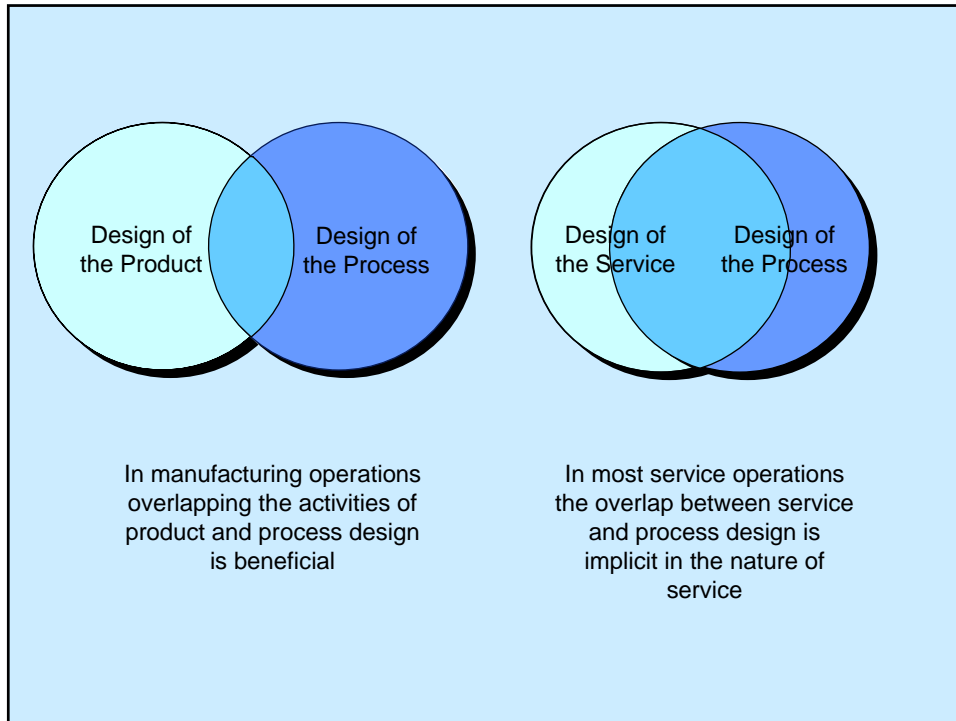 Design of
the Product
Design of
the Process
Design of
the Service
Design of
the Process
In manufacturing operations
overlapping the activities of
product and process design
is beneficial
In most service operations
the overlap between service
and process design is
implicit in the nature of
service